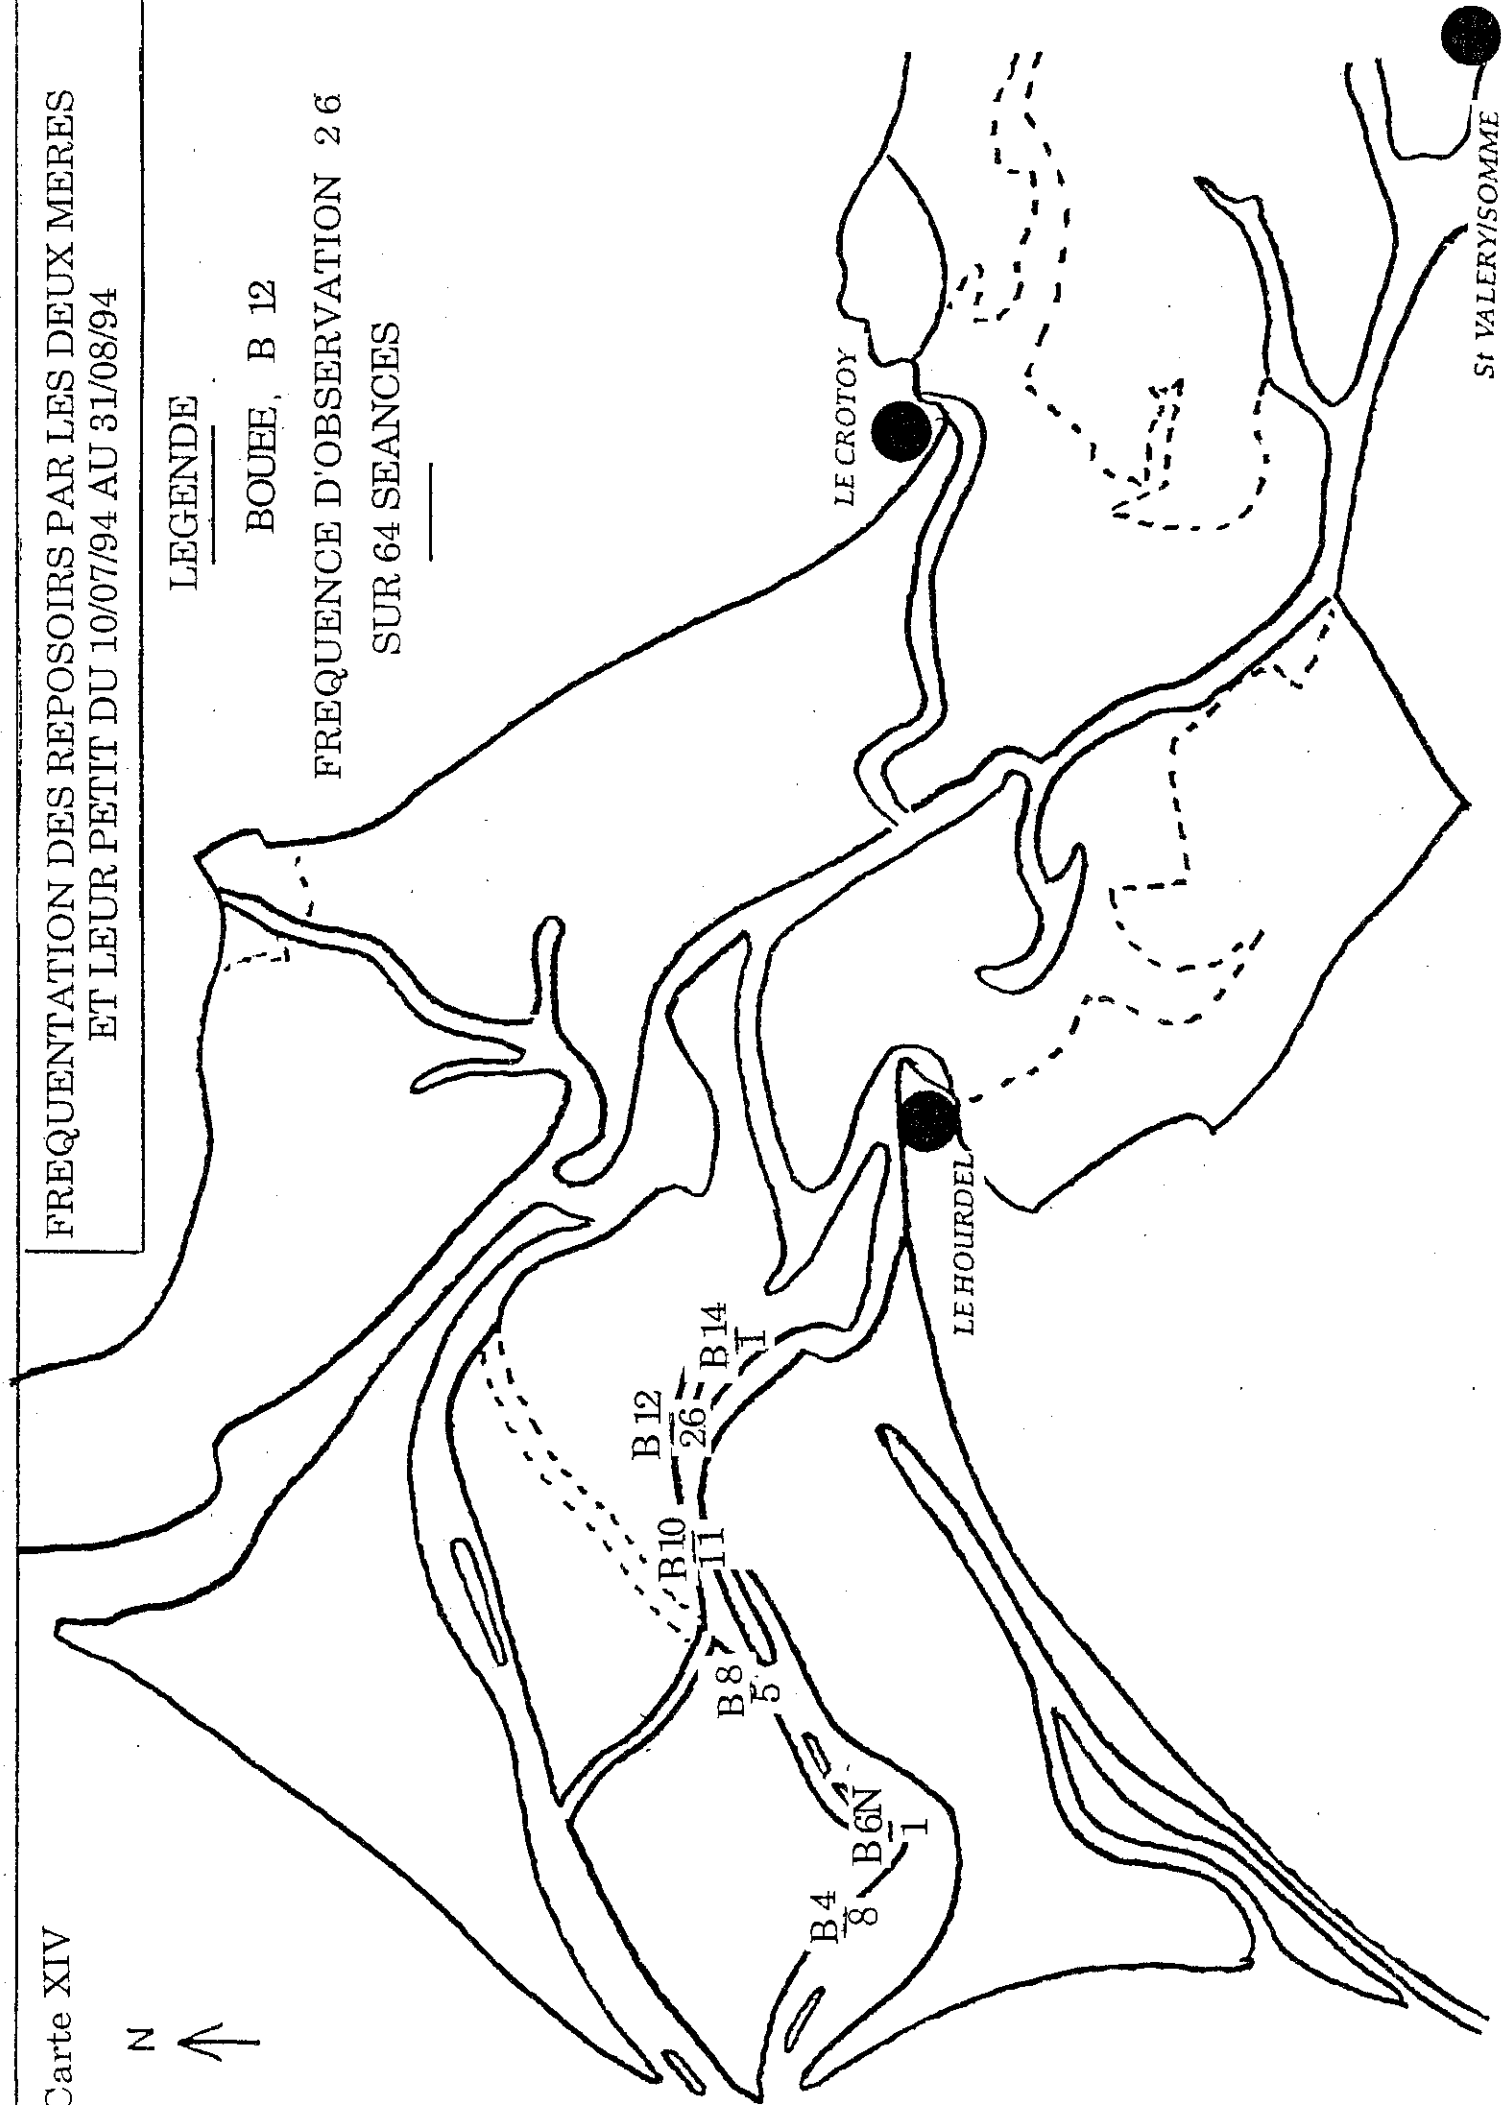 Carte XIV
FREQUENTATION DES REPOSOIRS PAR LES DEUX MERES
ET LEUR PETIT DU 10/07/94 AU 31/08/94
LEGENDE
BOUEE, B 12
FREQUENCE D'OBSERVATION 26
SUR 64 SEANCES
N
LE CROTOY
St VALERY/SOMME
LE HOURDEL
B 14
1
B 12
26
B 10
11
B 8
5
B 6N
1
B 4
8